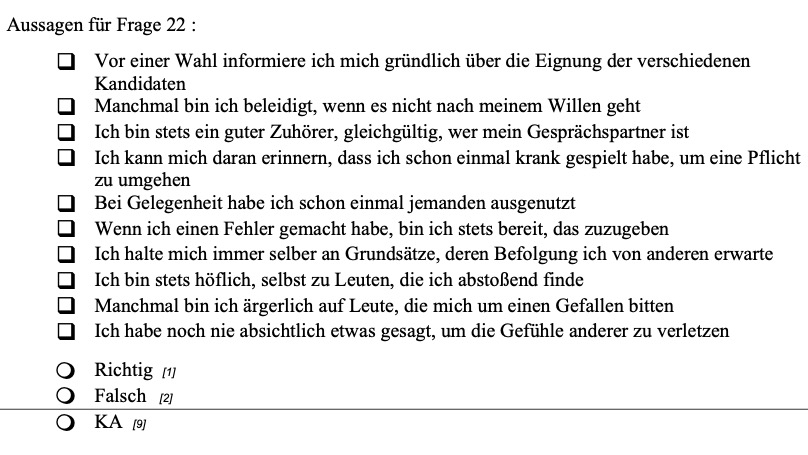 Aussagen für Frage 22 :
Vor einer Wahl informiere ich mich gründlich über die Eignung der verschiedenen
Kandidaten
Manchmal bin ich beleidigt, wenn es nicht nach meinem Willen geht
Ich bin stets ein guter Zuhörer, gleichgültig, wer mein Gesprächspartner ist
Ich kann mich daran erinnern, dass ich schon einmal krank gespielt habe, um eine Pflicht
zu umgehen
Bei Gelegenheit habe ich schon einmal jemanden ausgenutzt
Wenn ich einen Fehler gemacht habe, bin ich stets bereit, das zuzugeben
Ich halte mich immer selber an Grundsätze, deren Befolgung ich von anderen erwarte
Ich bin stets höflich, selbst zu Leuten, die ich abstoßend finde
Manchmal bin ich ärgerlich auf Leute, die mich um einen Gefallen bitten
Ich habe noch nie absichtlich etwas gesagt, um die Gefühle anderer zu verletzen
Richtig [1]
Falsch [2]
KA [9]